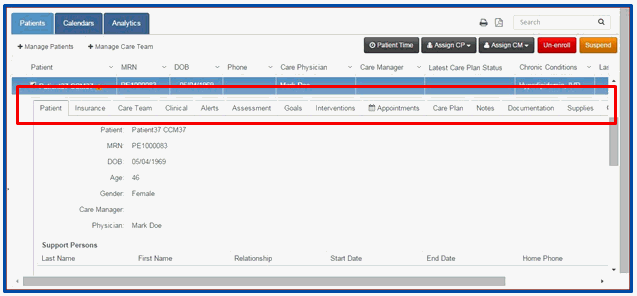 Patients Calendars Analytics Search
Manage Patients Manage Care Team Patient Time Assign CP Assign CM Un-enroll Suspend
Patient MRN DOB Phone Care Physician Care Manager Latest Care Plan Status Chronic Conditions Las
Patient37 CCM37 PE1000083 05/04/1969 Mark Doe
Patient Insurance Care Team Clinical Alerts Assessment Goals Interventions Appointments Care Plan Notes Documentation Supplies
Patient Patient37 CCM37
MRN: PE1000083
DOB 05/04/1969
Age: 46
Gender: Female
Care Manager:
Physician: Mark Doe
Support Persons
Last Name First Name Relationship Start Date End Date Home Phone